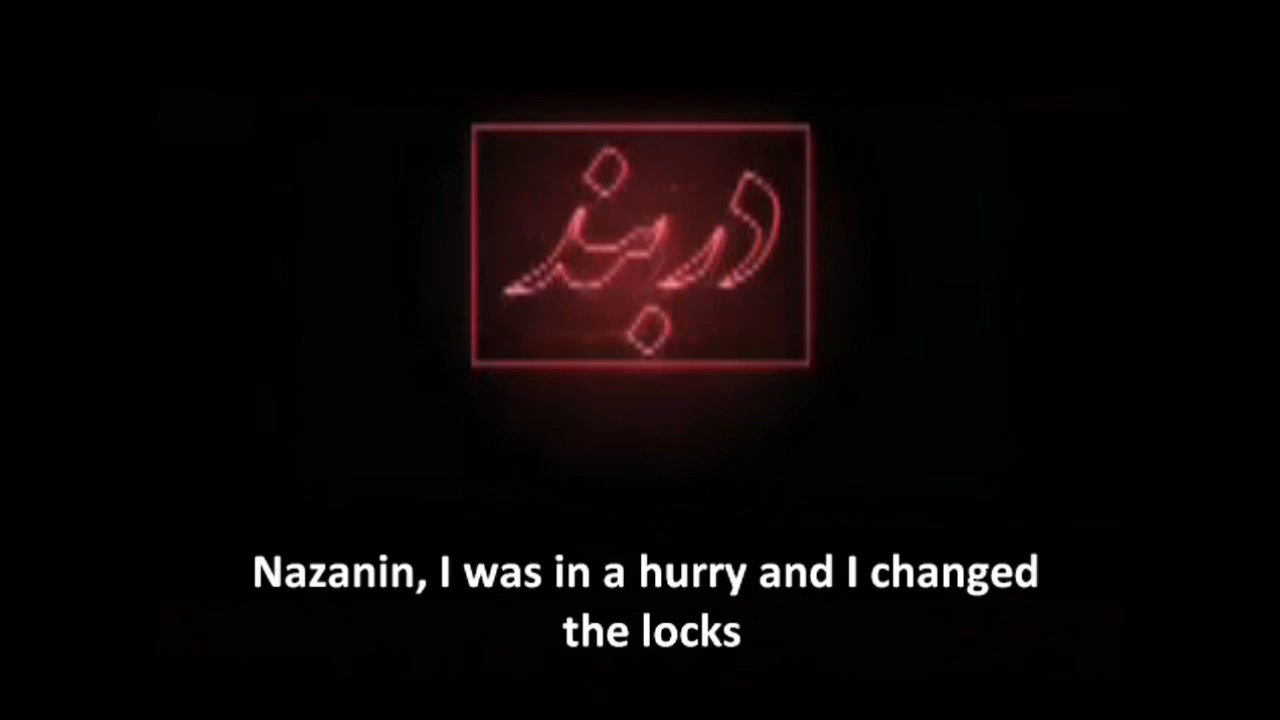 دربند
Nazanin, I was in a hurry and I changed
the locks